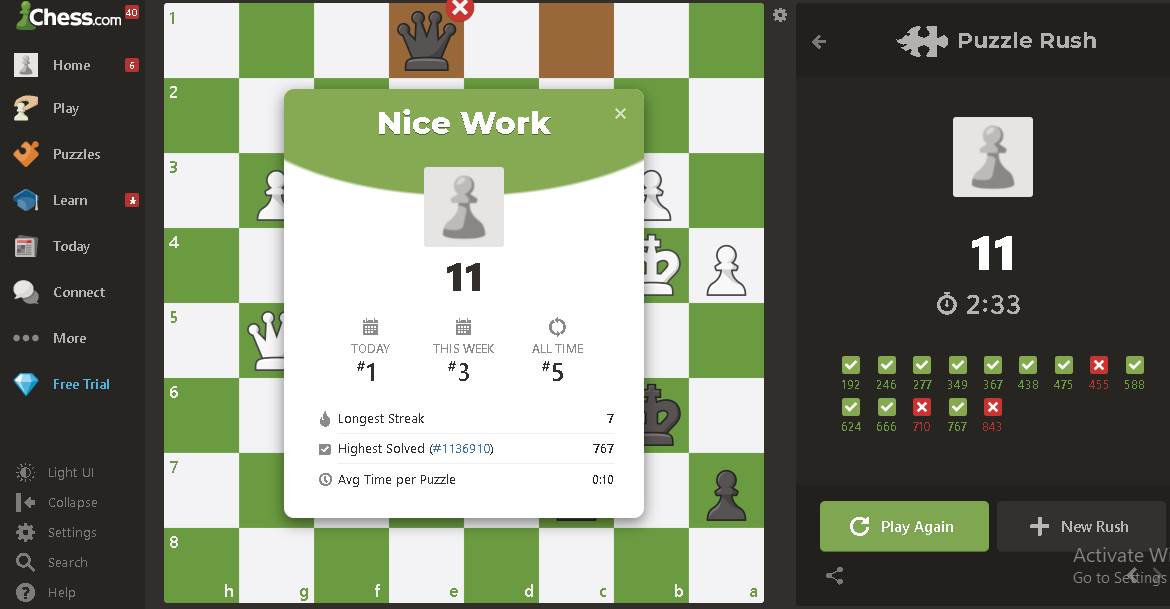 Chess.com 40
Home 6
Play
Puzzles
Learn
Today
Connect
More
Free Trial
Light UI
Collapse
Settings
Search
Help
1
2
3
4
5
6
7
8
h g f e d c b a
Nice Work
11
TODAY THIS WEEK ALL TIME
#1 #3 #5
Longest Streak 7
Highest Solved (#1136910) 767
Avg Time per Puzzle 0:10
Puzzle Rush
11
2:33
192 246 277 349 367 438 475 455 588
624 666 710 767 843
Play Again
New Rush
Activate W
Go to Settings